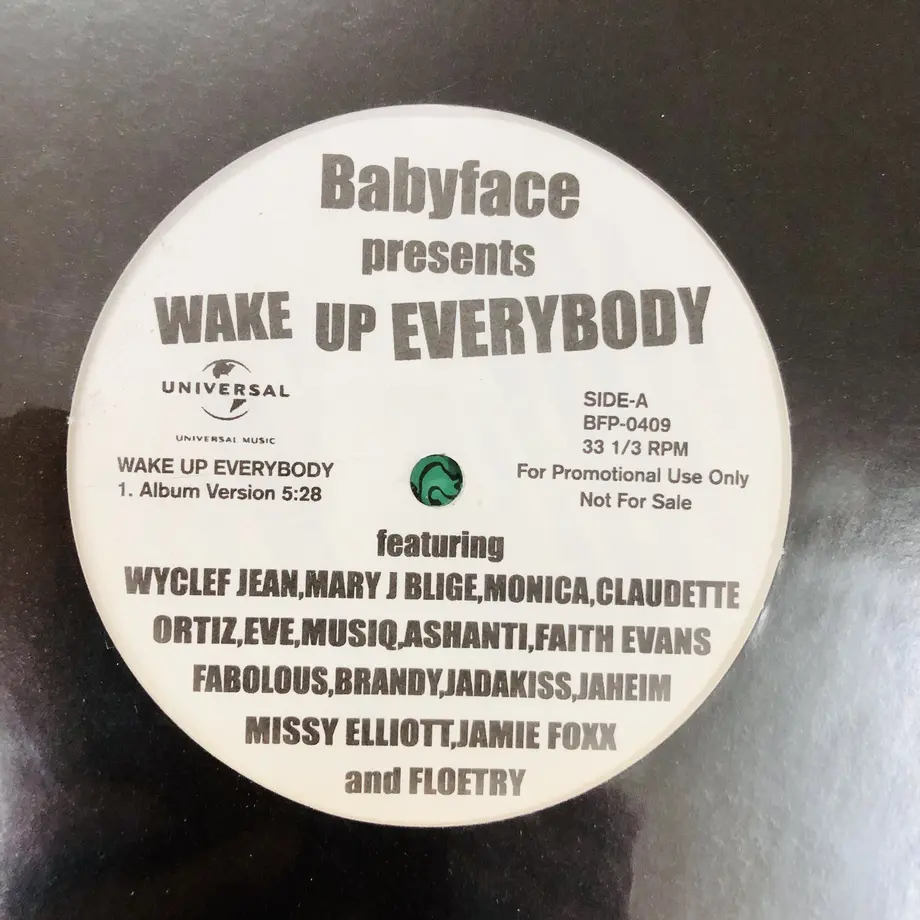 Babyface
presents
WAKE UP EVERYBODY
UNIVERSAL
UNIVERSAL MUSIC
WAKE UP EVERYBODY
1. Album Version 5:28
SIDE-A
BFP-0409
33 1/3 RPM
For Promotional Use Only
Not For Sale
featuring
WYCLEF JEAN,MARY J BLIGE,MONICA,CLAUDETTE
ORTIZ,EVE,MUSIQ,ASHANTI,FAITH EVANS
FABOLOUS,BRANDY,JADAKISS,JAHEIM
MISSY ELLIOTT,JAMIE FOXX
and FLOETRY